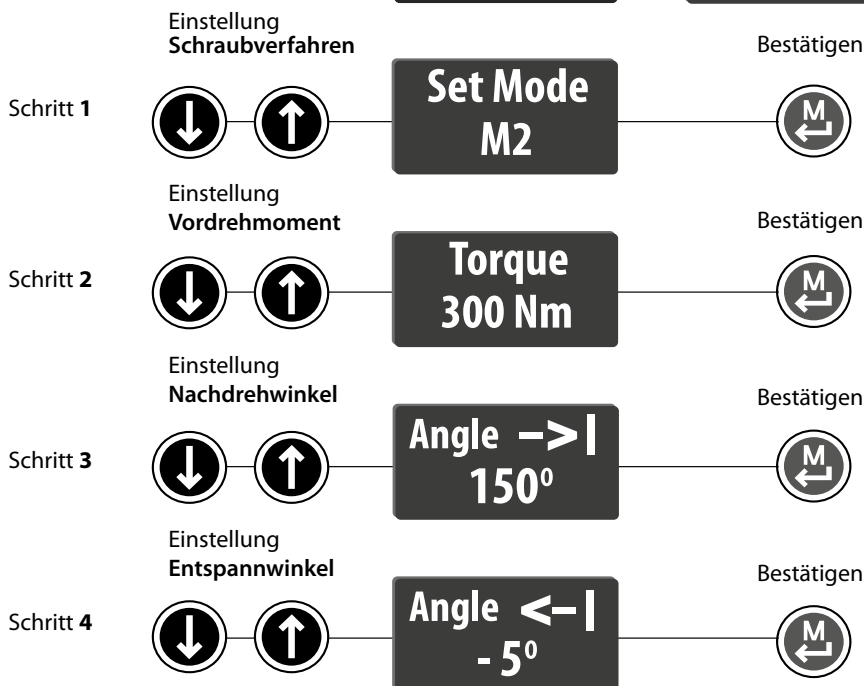 Einstellung
Schraubverfahren
Bestätigen
Schritt 1
Set Mode
M2
M
Einstellung
Vordrehmoment
Bestätigen
Schritt 2
Torque
300 Nm
M
Einstellung
Nachdrehwinkel
Bestätigen
Schritt 3
Angle ->|
150⁰
M
Einstellung
Entspannwinkel
Bestätigen
Schritt 4
Angle <-|
- 5⁰
M